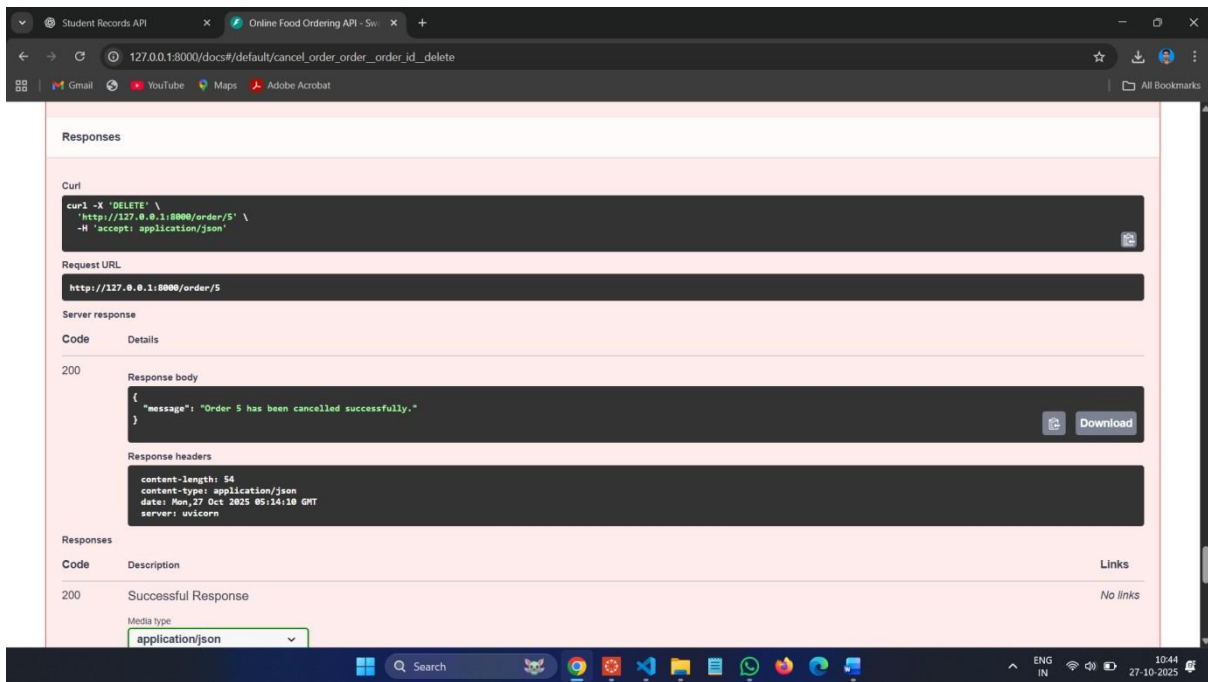 Student Records API
Online Food Ordering API - Sw
127.0.0.1:8000/docs#/default/cancel_order_order__order_id__delete
Gmail YouTube Maps Adobe Acrobat All Bookmarks
Responses
Curl
curl -X 'DELETE' \
'http://127.0.0.1:8000/order/5' \
-H 'accept: application/json'
Request URL
http://127.0.0.1:8000/order/5
Server response
Code Details
200
Response body
{
"message": "Order 5 has been cancelled successfully."
}
Download
Response headers
content-length: 54
content-type: application/json
date: Mon,27 Oct 2025 05:14:10 GMT
server: uvicorn
Responses
Code Description Links
200 Successful Response No links
Media type
application/json
Search
ENG
IN
10:44
27-10-2025